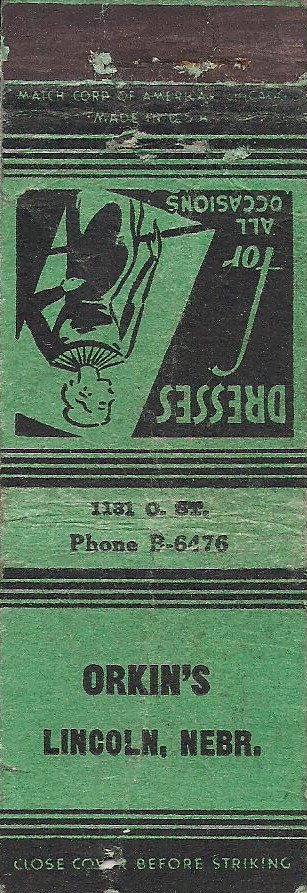 MATCH CORP OF AMERICA, CHICAGO
MADE IN U.S.A.
DRESSES
for
ALL
OCCASIONS
1131 O. ST.
Phone B-6476
ORKIN'S
LINCOLN, NEBR.
CLOSE COVER BEFORE STRIKING